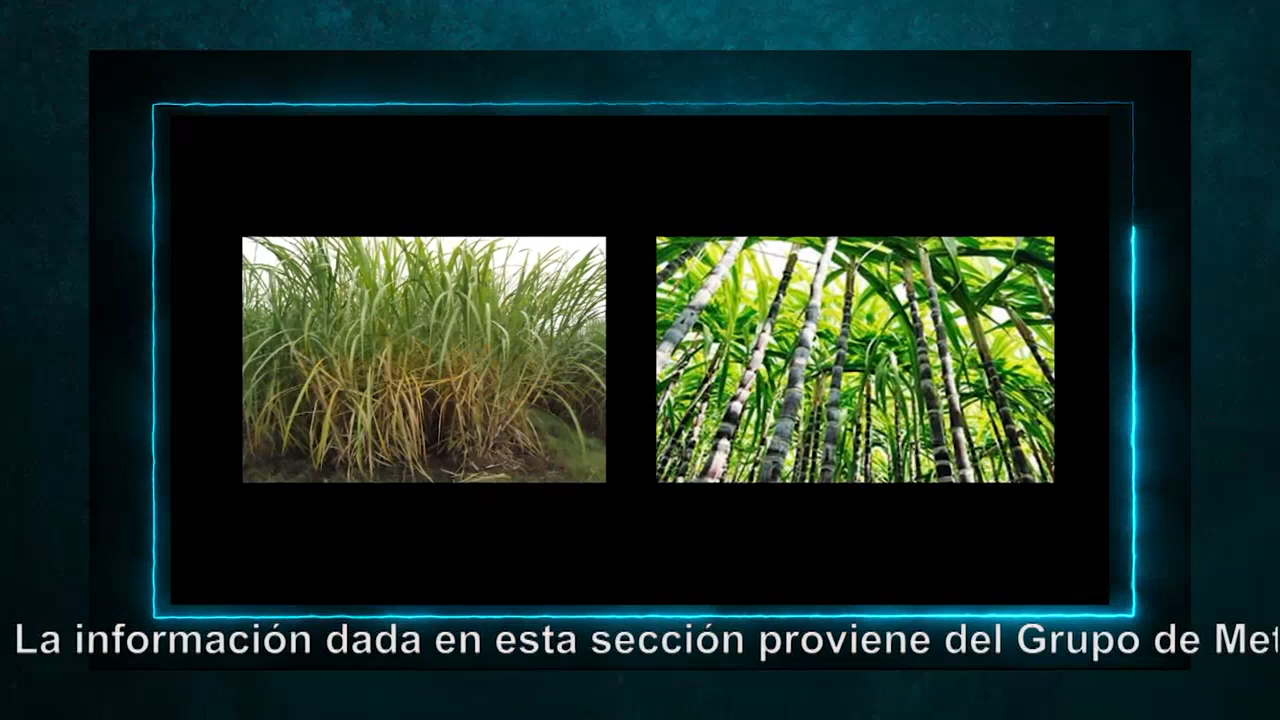 La información dada en esta sección proviene del Grupo de